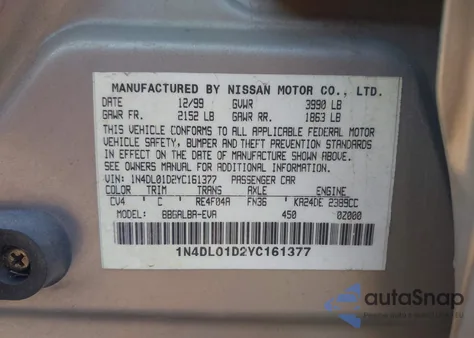 MANUFACTURED BY NISSAN MOTOR CO., LTD.
DATE 12/99 GVWR 3990 LB
GAWR FR. 2152 LB GAWR RR. 1863 LB
THIS VEHICLE CONFORMS TO ALL APPLICABLE FEDERAL MOTOR
VEHICLE SAFETY, BUMPER AND THEFT PREVENTION STANDARDS
IN EFFECT ON THE DATE OF MANUFACTURE SHOWN ABOVE.
SEE OWNERS MANUAL FOR ADDITIONAL INFORMATION.
VIN: 1N4DL01D2YC161377 PASSENGER CAR
COLOR TRIM TRANS AXLE ENGINE
CV4 C RE4F04A FN36 KA24DE 2389CC
MODEL: BBGALBA-EVA 450 0Z080
1N4DL01D2YC161377
autoSnap